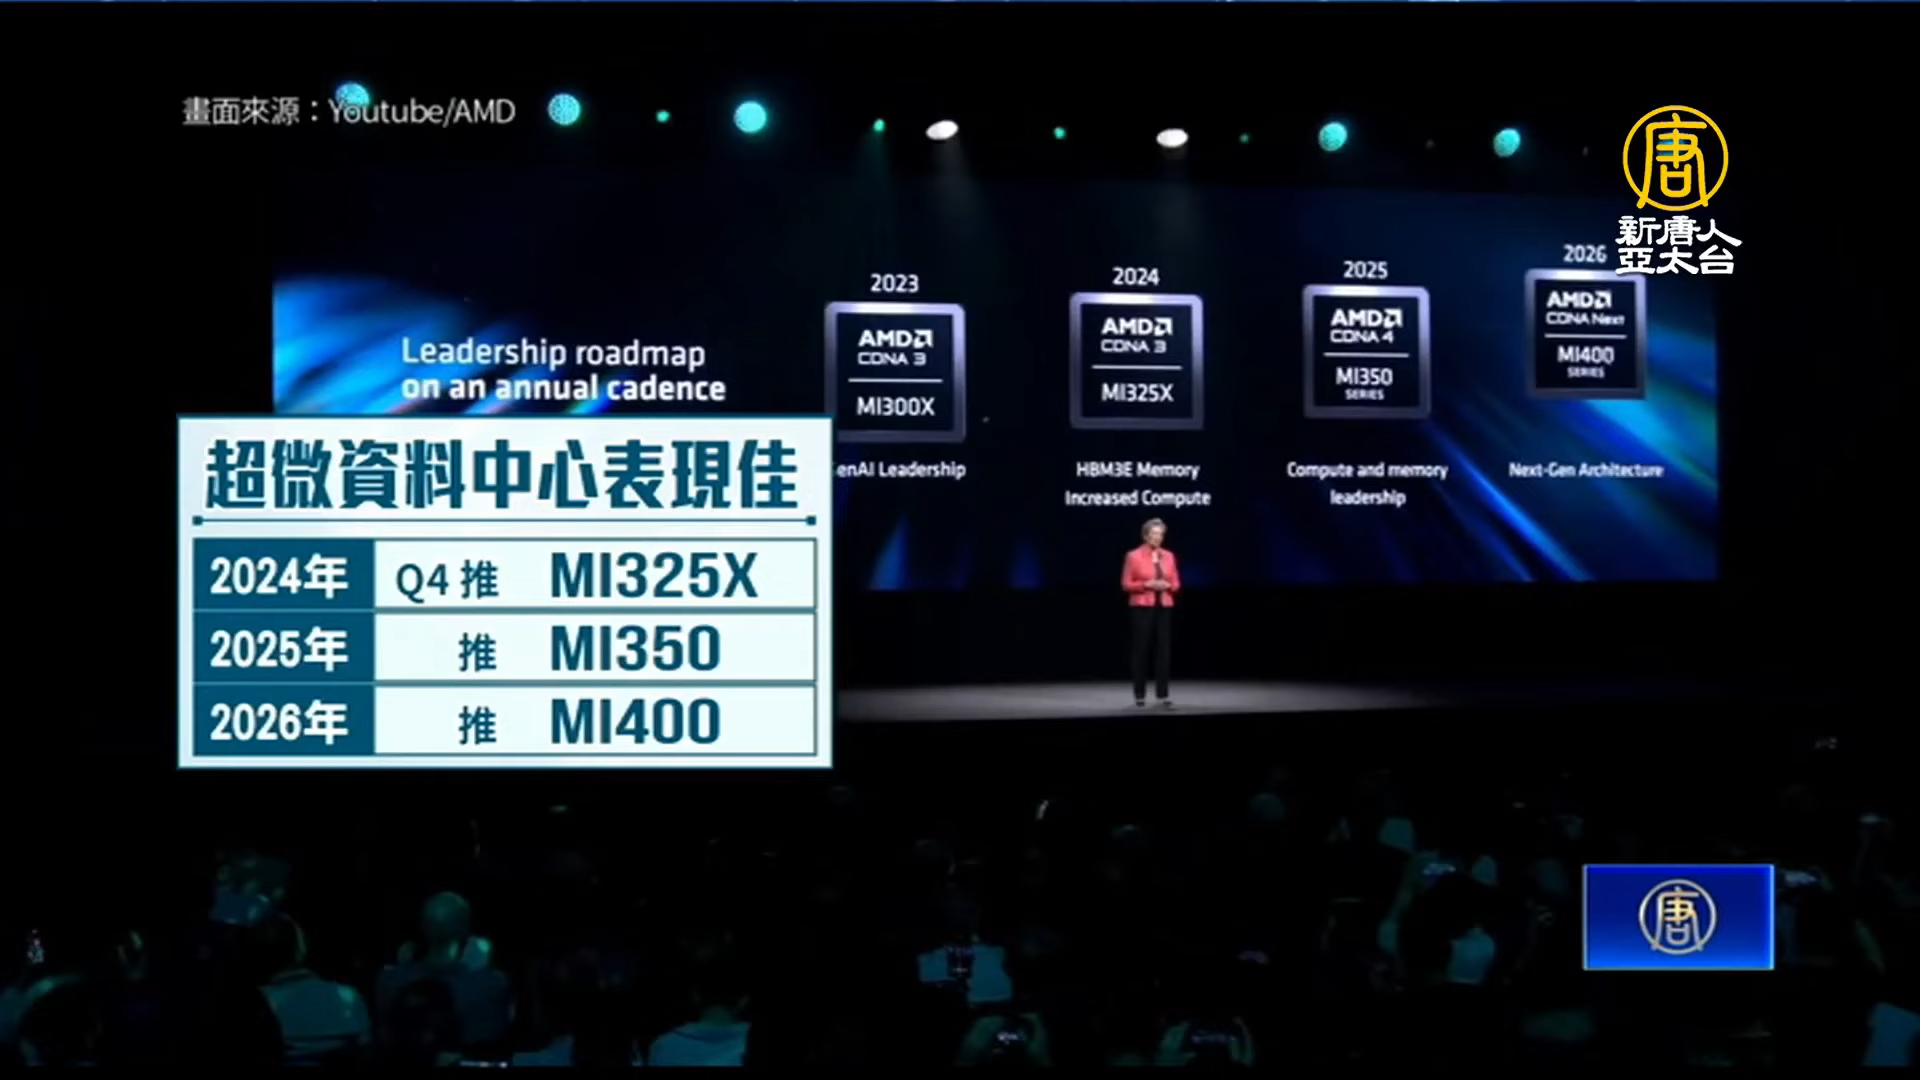 畫面來源：Youtube/AMD
唐
新唐人
亞太台
Leadership roadmap
on an annual cadence
2023
AMD
CDNA 3
MI300X
enAI Leadership
2024
AMD
CDNA 3
MI325X
HBM3E Memory
Increased Compute
2025
AMD
CDNA 4
MI350
SERIES
Compute and memory
leadership
2026
AMD
CDNA Next
MI400
SERIES
Next-Gen Architecture
超微資料中心表現佳
2024年 Q4 推 MI325X
2025年 推 MI350
2026年 推 MI400
唐